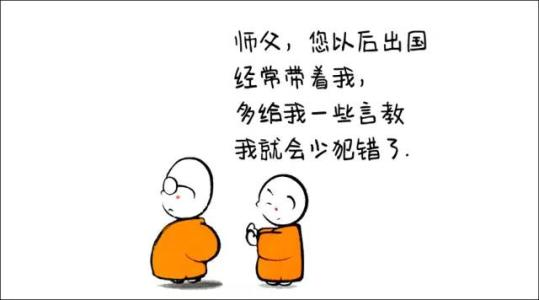 师父，您以后出国
经常带着我，
多给我一些言教
我就会少犯错了.